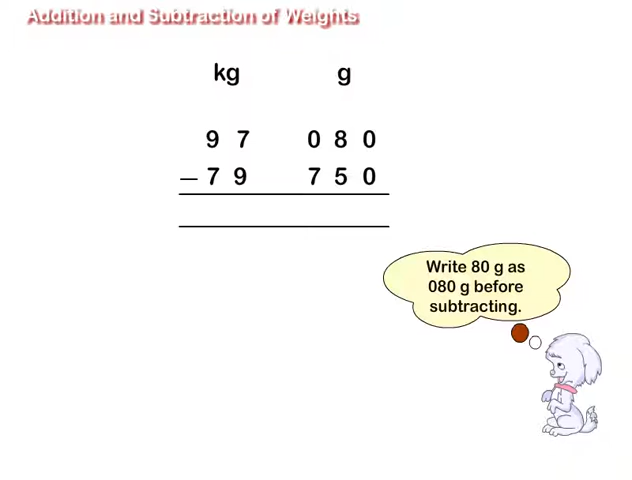 Addition and Subtraction of Weights
kg g
9 7 0 8 0
– 7 9 7 5 0
Write 80 g as
080 g before
subtracting.